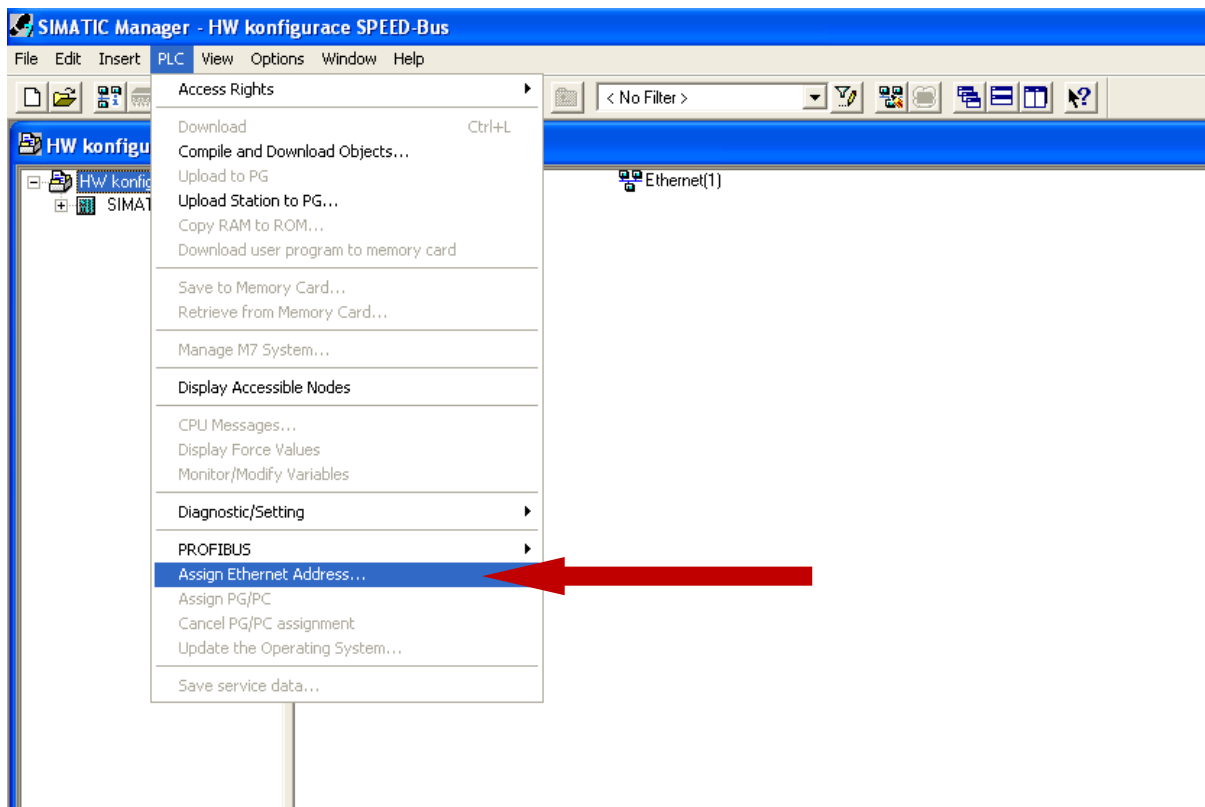 SIMATIC Manager - HW konfigurace SPEED-Bus
File Edit Insert PLC View Options Window Help
< No Filter >
HW konfigu
HW konfig
SIMAT
Ethernet(1)
Access Rights
Download Ctrl+L
Compile and Download Objects...
Upload to PG
Upload Station to PG...
Copy RAM to ROM...
Download user program to memory card
Save to Memory Card...
Retrieve from Memory Card...
Manage M7 System...
Display Accessible Nodes
CPU Messages...
Display Force Values
Monitor/Modify Variables
Diagnostic/Setting
PROFIBUS
Assign Ethernet Address...
Assign PG/PC
Cancel PG/PC assignment
Update the Operating System...
Save service data...